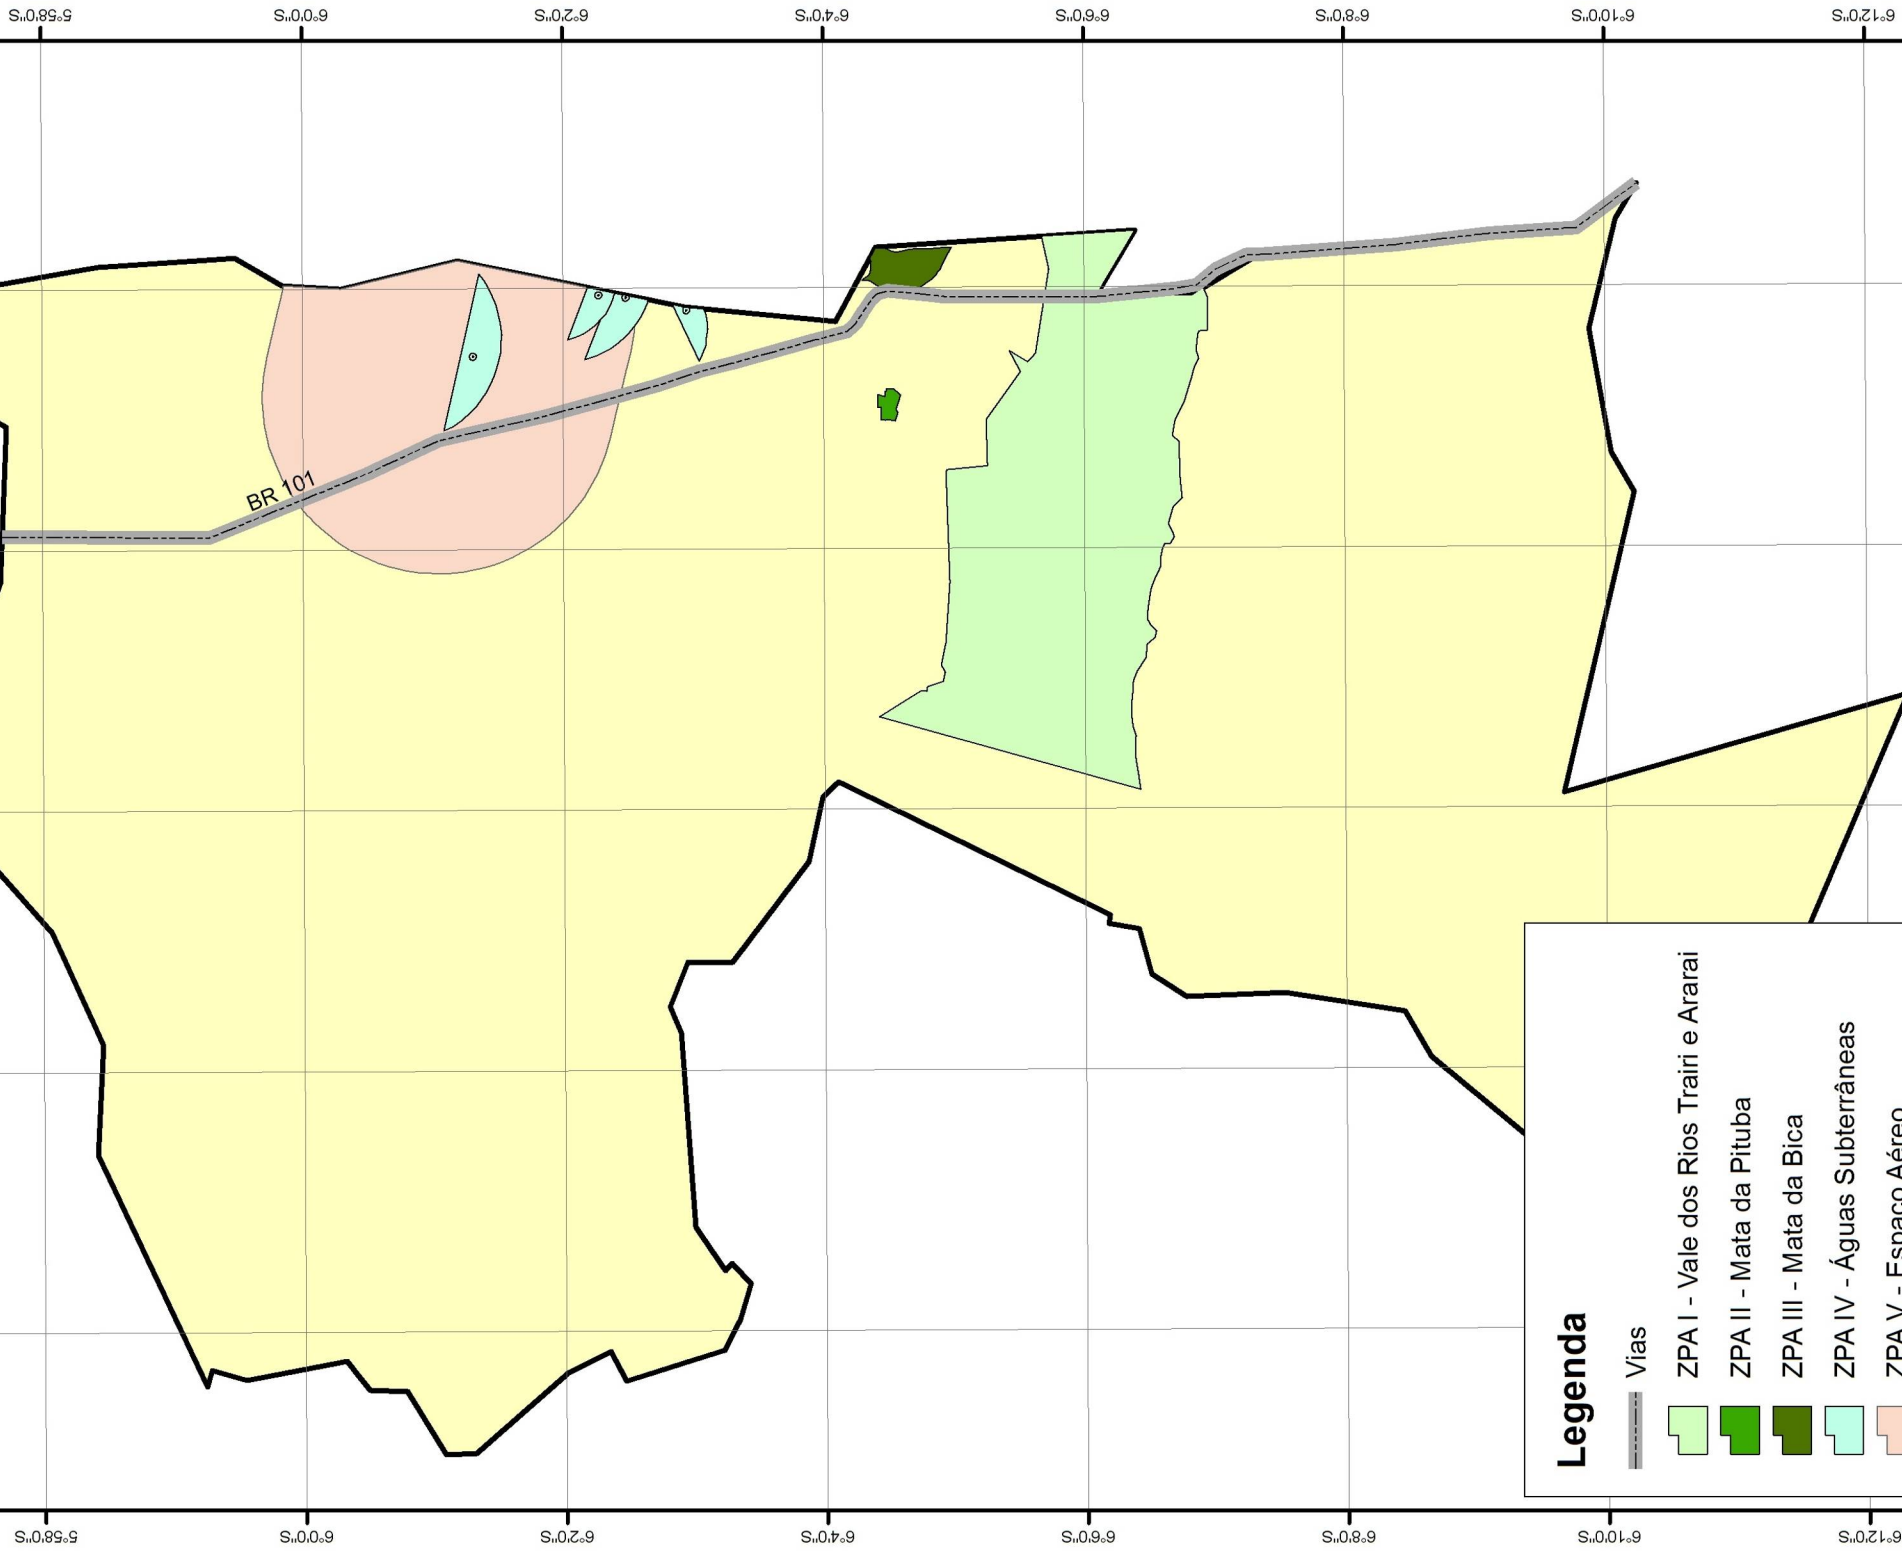 5°58'0"S
6°0'0"S
6°2'0"S
6°4'0"S
6°6'0"S
6°8'0"S
6°10'0"S
6°12'0"S
BR 101
Legenda
Vias
ZPA I - Vale dos Rios Trairi e Ararai
ZPA II - Mata da Pituba
ZPA III - Mata da Bica
ZPA IV - Águas Subterrâneas
ZPA V - Espaço Aéreo
5°58'0"S
6°0'0"S
6°2'0"S
6°4'0"S
6°6'0"S
6°8'0"S
6°10'0"S
6°12'0"S